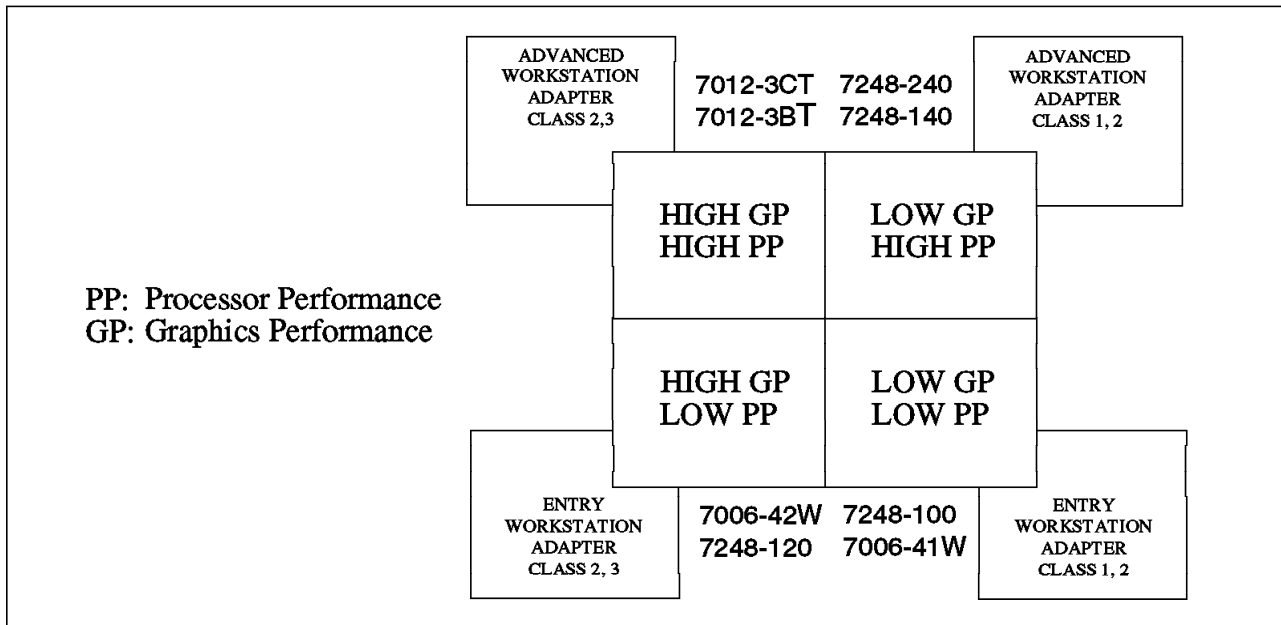 ADVANCED
WORKSTATION
ADAPTER
CLASS 2,3
7012-3CT 7248-240
7012-3BT 7248-140
ADVANCED
WORKSTATION
ADAPTER
CLASS 1, 2
HIGH GP
HIGH PP
LOW GP
HIGH PP
PP: Processor Performance
GP: Graphics Performance
HIGH GP
LOW PP
LOW GP
LOW PP
ENTRY
WORKSTATION
ADAPTER
CLASS 2, 3
7006-42W 7248-100
7248-120 7006-41W
ENTRY
WORKSTATION
ADAPTER
CLASS 1, 2